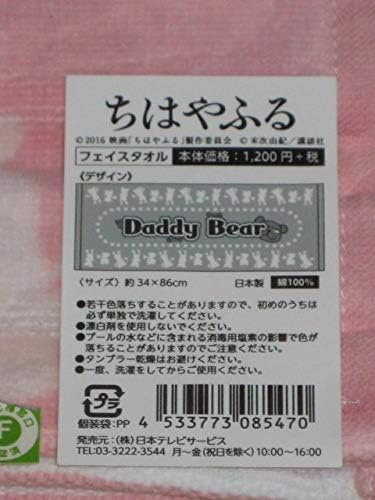 ちはやふる
©2016 映画「ちはやふる」製作委員会 ©末次由紀/講談社
フェイスタオル 本体価格:1,200円+税
〈デザイン〉
Daddy Bear
〈サイズ〉約34×86cm 日本製 綿100%
●若干色落ちすることがありますので、初めのうちは
必ず単独で洗濯してください。
●漂白剤を使用しないでください。
●プールの水などに含まれる消毒用塩素の影響で色が
落ちることがありますのでご注意ください。
●タンブラー乾燥はお避けください。
●一度、洗濯をしてからご使用ください。
プラ
個装袋:PP
4 533773 085470
発売元:(株)日本テレビサービス
TEL:03-3222-3544 月~金(祝日を除く)10:00~16:00
F